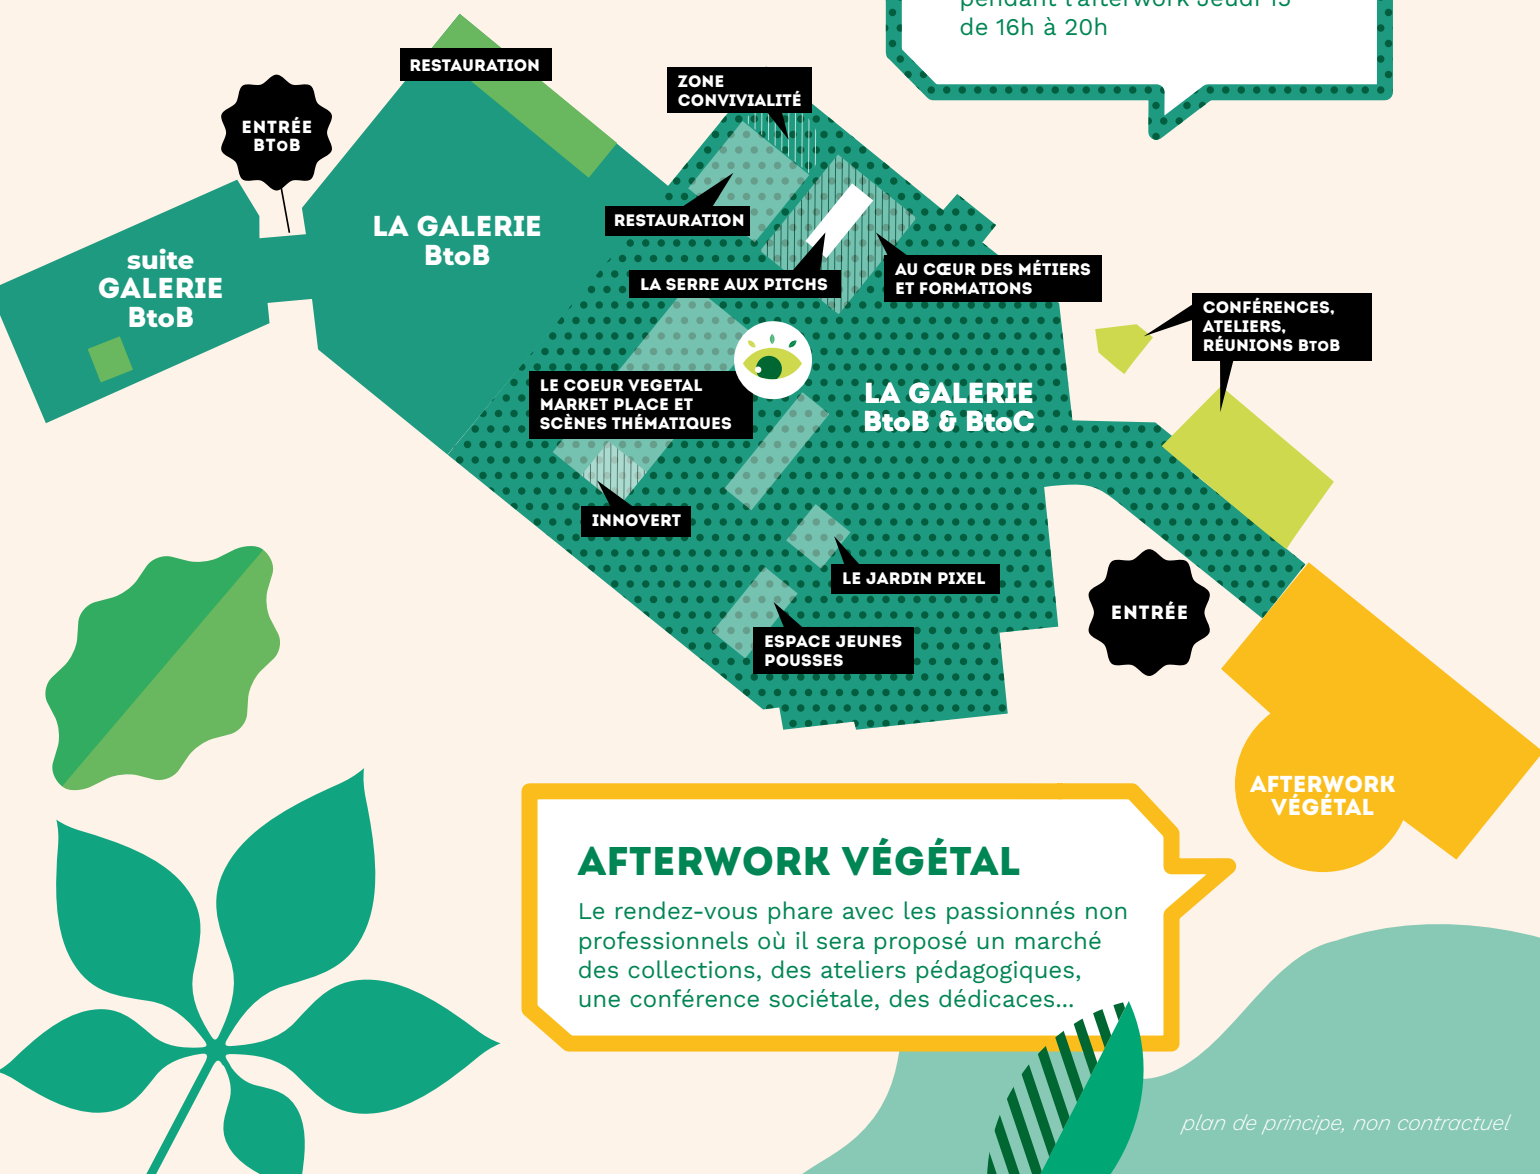 de 16h à 20h
RESTAURATION
ZONE
CONVIVIALITÉ
ENTRÉE
BToB
LA GALERIE
BtoB
RESTAURATION
suite
GALERIE
BtoB
LA SERRE AUX PITCHS
AU CŒUR DES MÉTIERS
ET FORMATIONS
CONFÉRENCES,
ATELIERS,
RÉUNIONS BToB
LE COEUR VEGETAL
MARKET PLACE ET
SCÈNES THÉMATIQUES
LA GALERIE
BtoB & BtoC
INNOVERT
LE JARDIN PIXEL
ENTRÉE
ESPACE JEUNES
POUSSES
AFTERWORK
VÉGÉTAL
AFTERWORK VÉGÉTAL
Le rendez-vous phare avec les passionnés non
professionnels où il sera proposé un marché
des collections, des ateliers pédagogiques,
une conférence sociétale, des dédicaces...
plan de principe, non contractuel